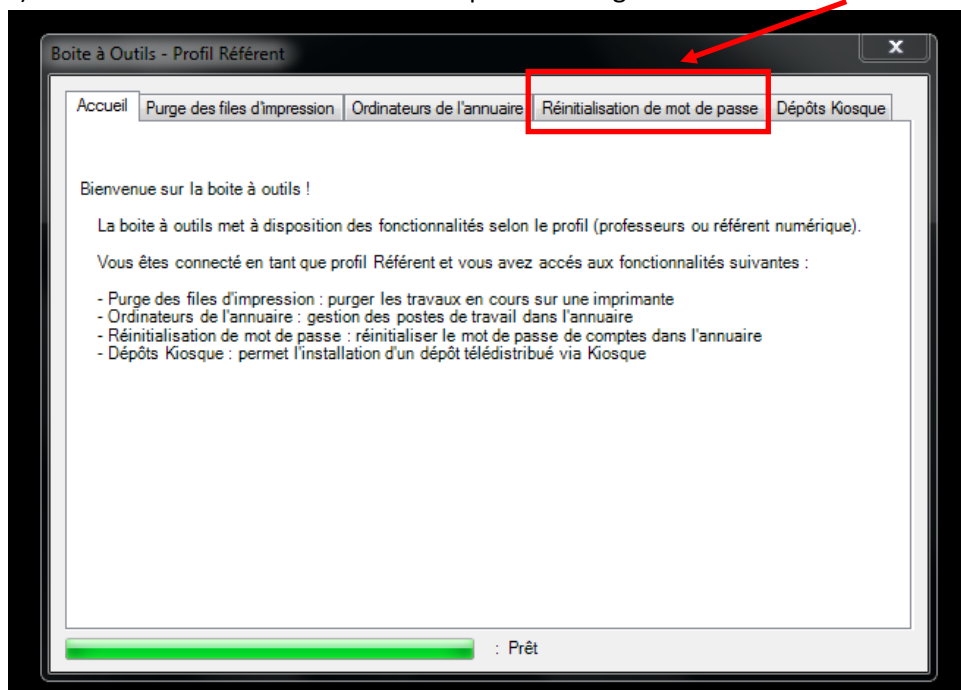 Boite à Outils - Profil Référent
x
Accueil Purge des files d'impression Ordinateurs de l'annuaire Réinitialisation de mot de passe Dépôts Kiosque
Bienvenue sur la boite à outils !
La boite à outils met à disposition des fonctionnalités selon le profil (professeurs ou référent numérique).
Vous êtes connecté en tant que profil Référent et vous avez accés aux fonctionnalités suivantes :
- Purge des files d'impression : purger les travaux en cours sur une imprimante
- Ordinateurs de l'annuaire : gestion des postes de travail dans l'annuaire
- Réinitialisation de mot de passe : réinitialiser le mot de passe de comptes dans l'annuaire
- Dépôts Kiosque : permet l'installation d'un dépôt télédistribué via Kiosque
: Prêt